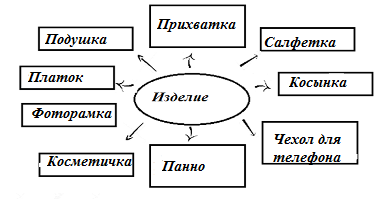 Прихватка
Подушка
Салфетка
Платок
Изделие
Косынка
Фоторамка
Чехол для
телефона
Косметичка
Панно